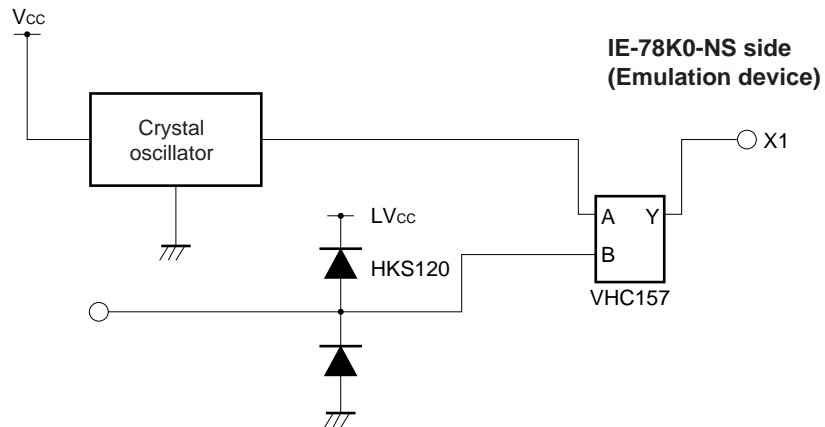 Vcc
IE-78K0-NS side
(Emulation device)
Crystal
oscillator
X1
LVcc
A Y
HKS120
B
VHC157